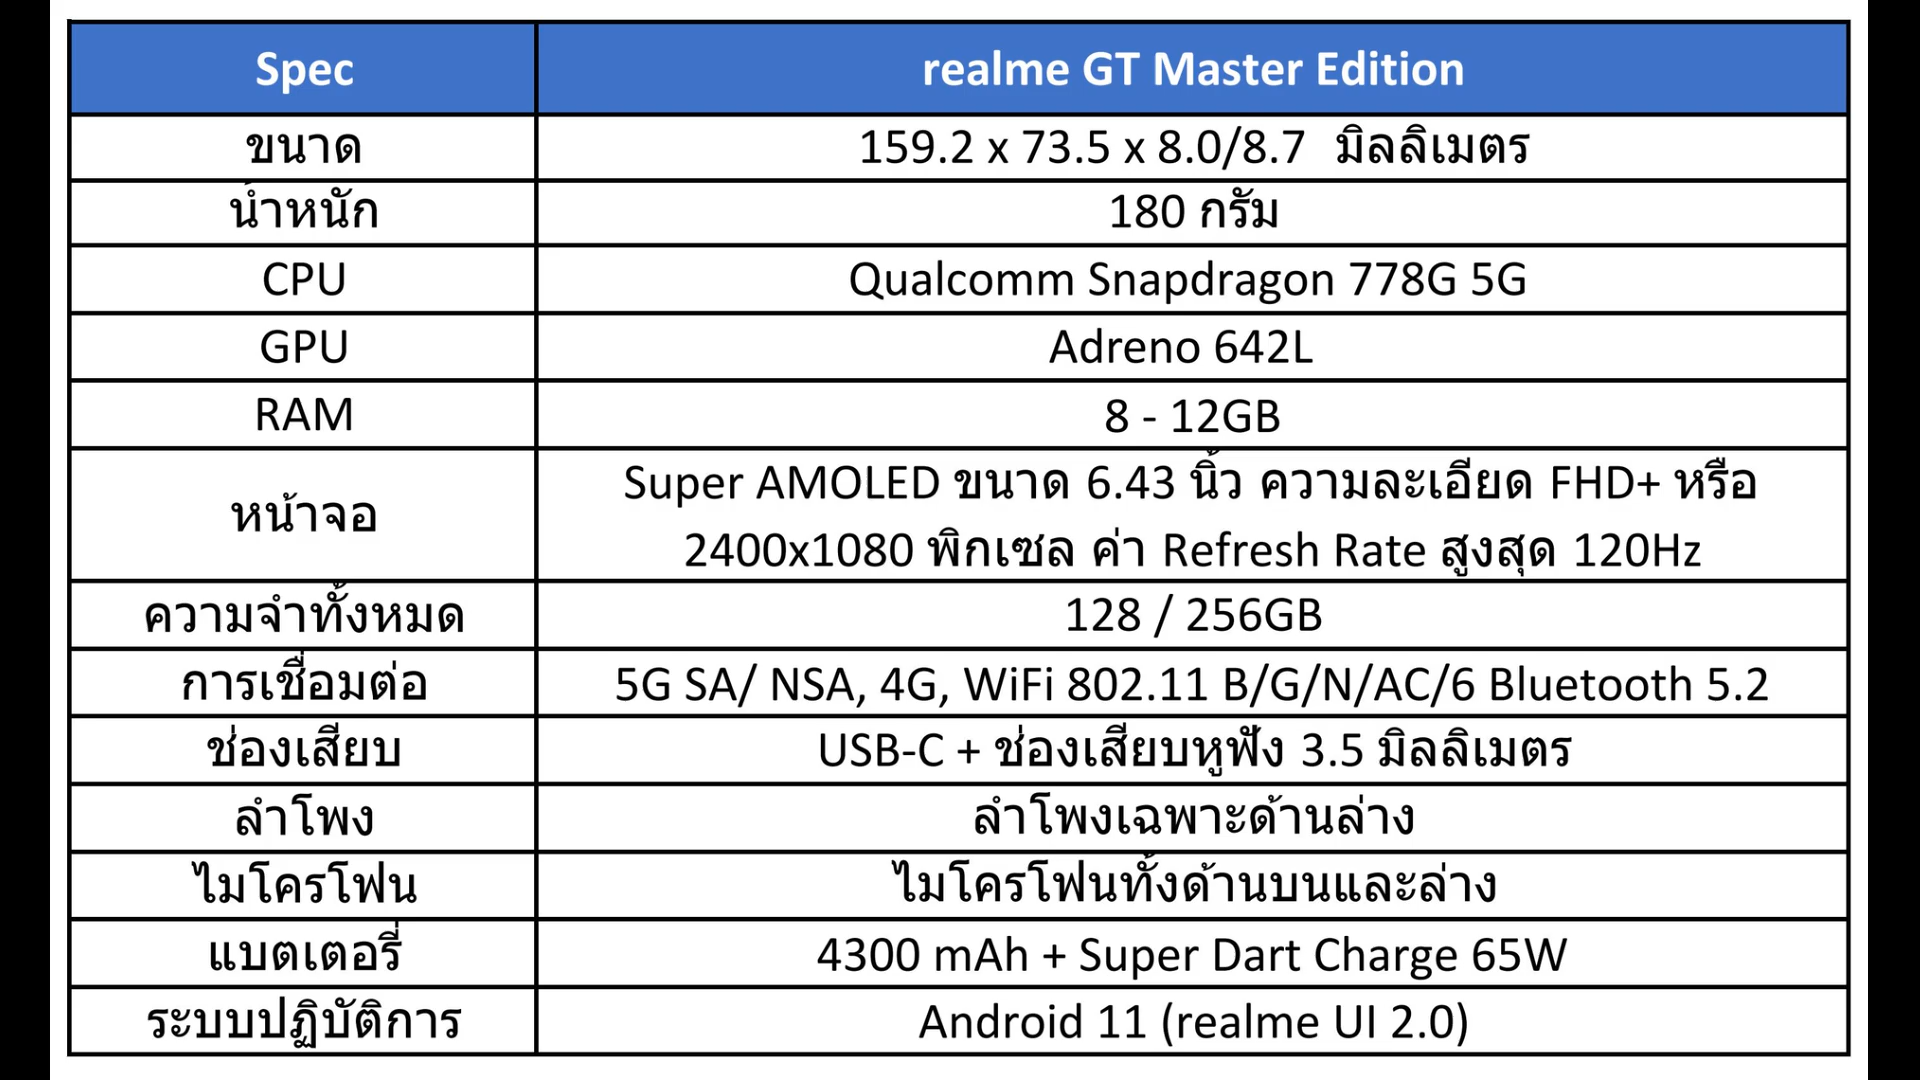 Spec realme GT Master Edition
ขนาด 159.2 x 73.5 x 8.0/8.7 มิลลิเมตร
น้ำหนัก 180 กรัม
CPU Qualcomm Snapdragon 778G 5G
GPU Adreno 642L
RAM 8 - 12GB
หน้าจอ Super AMOLED ขนาด 6.43 นิ้ว ความละเอียด FHD+ หรือ
2400x1080 พิกเซล ค่า Refresh Rate สูงสุด 120Hz
ความจำทั้งหมด 128 / 256GB
การเชื่อมต่อ 5G SA/ NSA, 4G, WiFi 802.11 B/G/N/AC/6 Bluetooth 5.2
ช่องเสียบ USB-C + ช่องเสียบหูฟัง 3.5 มิลลิเมตร
ลำโพง ลำโพงเฉพาะด้านล่าง
ไมโครโฟน ไมโครโฟนทั้งด้านบนและล่าง
แบตเตอรี่ 4300 mAh + Super Dart Charge 65W
ระบบปฏิบัติการ Android 11 (realme UI 2.0)